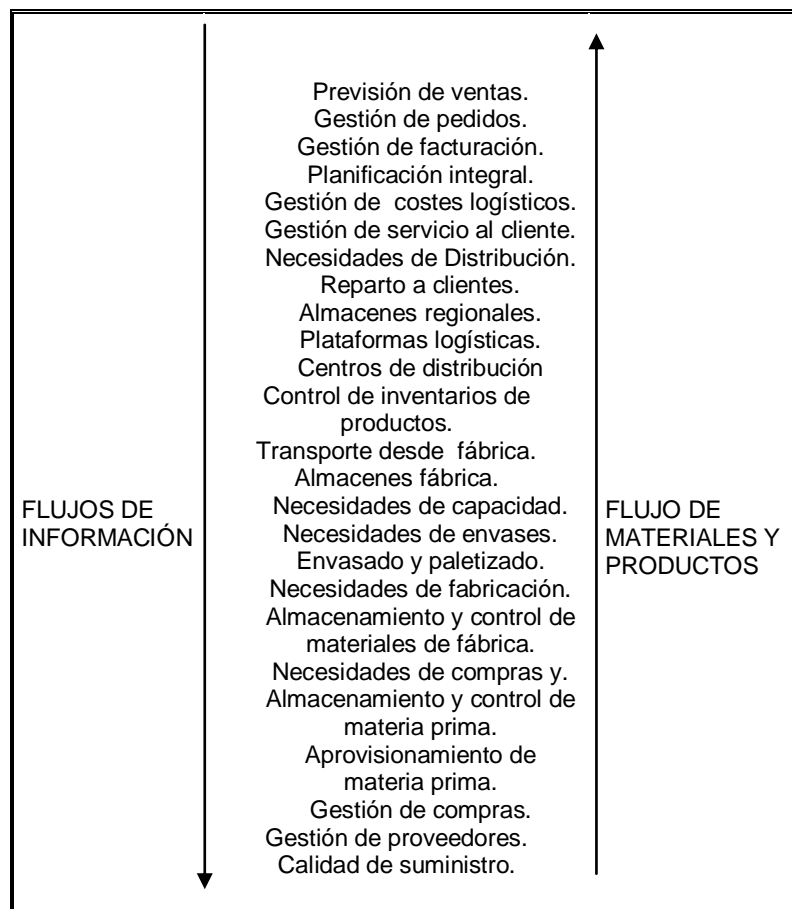 Previsión de ventas.
Gestión de pedidos.
Gestión de facturación.
Planificación integral.
Gestión de  costes logísticos.
Gestión de servicio al cliente.
Necesidades de Distribución.
Reparto a clientes.
Almacenes regionales.
Plataformas logísticas.
Centros de distribución
Control de inventarios de
productos.
Transporte desde  fábrica.
Almacenes fábrica.
Necesidades de capacidad.
Necesidades de envases.
Envasado y paletizado.
Necesidades de fabricación.
Almacenamiento y control de
materiales de fábrica.
Necesidades de compras y.
Almacenamiento y control de
materia prima.
Aprovisionamiento de
materia prima.
Gestión de compras.
Gestión de proveedores.
Calidad de suministro.
FLUJOS DE
INFORMACIÓN
FLUJO DE
MATERIALES Y
PRODUCTOS